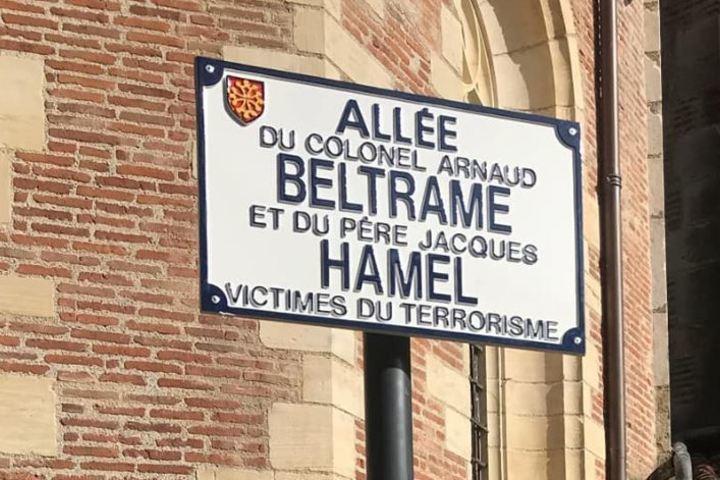 ALLÉE
DU COLONEL ARNAUD
BELTRAME
ET DU PÈRE JACQUES
HAMEL
VICTIMES DU TERRORISME